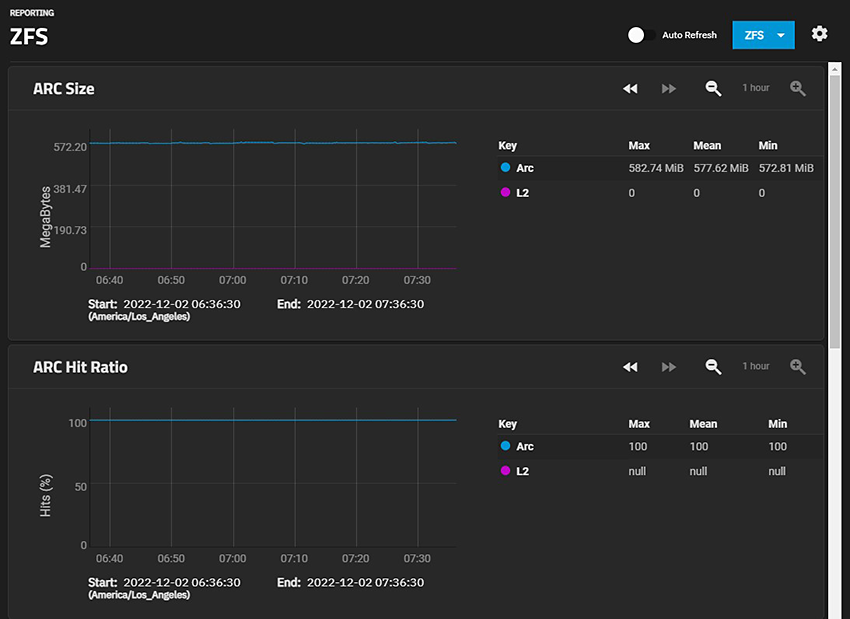 REPORTING
ZFS
Auto Refresh
ZFS
ARC Size
1 hour
MegaBytes
572.20
381.47
190.73
0
06:40 06:50 07:00 07:10 07:20 07:30
Start: 2022-12-02 06:36:30 End: 2022-12-02 07:36:30
(America/Los_Angeles)
Key Max Mean Min
Arc 582.74 MiB 577.62 MiB 572.81 MiB
L2 0 0 0
ARC Hit Ratio
1 hour
Hits (%)
100
50
0
06:40 06:50 07:00 07:10 07:20 07:30
Start: 2022-12-02 06:36:30 End: 2022-12-02 07:36:30
(America/Los_Angeles)
Key Max Mean Min
Arc 100 100 100
L2 null null null